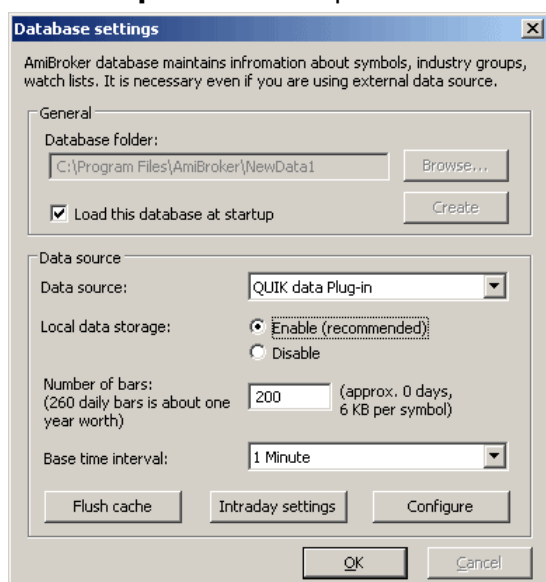 Database settings
AmiBroker database maintains infromation about symbols, industry groups,
watch lists. It is necessary even if you are using external data source.
General
Database folder:
C:\Program Files\AmiBroker\NewData1
Browse...
Load this database at startup
Create
Data source
Data source:
QUIK data Plug-in
Local data storage:
Enable (recommended)
Disable
Number of bars:
(260 daily bars is about one
year worth)
200
(approx. 0 days,
6 KB per symbol)
Base time interval:
1 Minute
Flush cache
Intraday settings
Configure
OK
Cancel